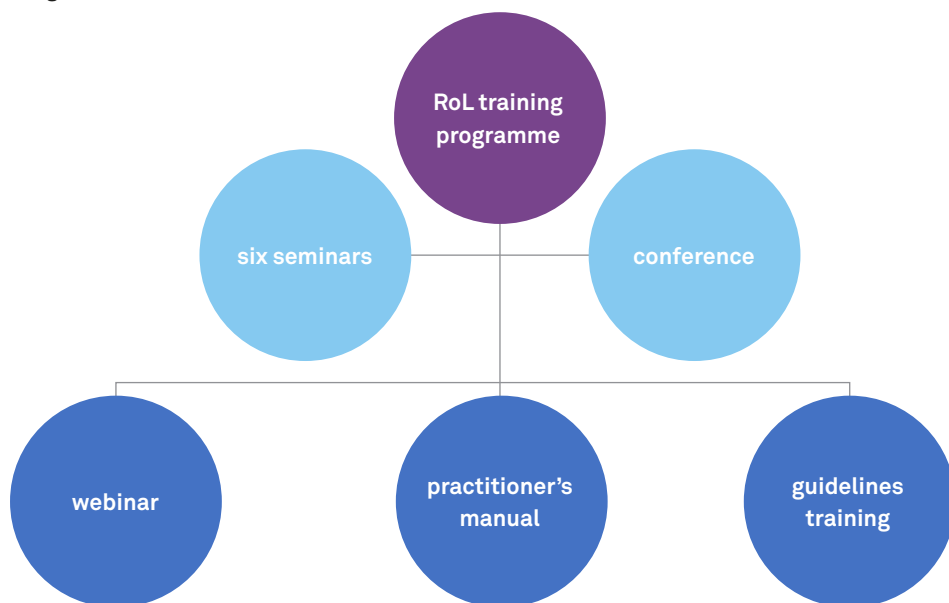 RoL training
programme
six seminars
conference
webinar
practitioner’s
manual
guidelines
training